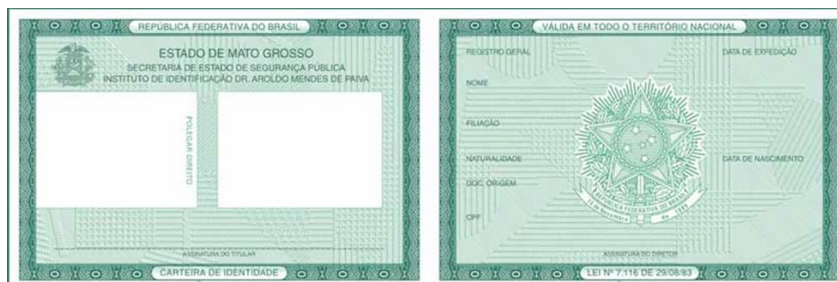 REPÚBLICA FEDERATIVA DO BRASIL
ESTADO DE MATO GROSSO
SECRETARIA DE ESTADO DE SEGURANÇA PÚBLICA
INSTITUTO DE IDENTIFICAÇÃO DR. AROLDO MENDES DE PAIVA
POLEGAR DIREITO
ASSINATURA DO TITULAR
CARTEIRA DE IDENTIDADE
VÁLIDA EM TODO O TERRITÓRIO NACIONAL
REGISTRO GERAL
DATA DE EXPEDIÇÃO
NOME
FILIAÇÃO
NATURALIDADE
DATA DE NASCIMENTO
DOC. ORIGEM
CPF
ASSINATURA DO DIRETOR
LEI Nº 7.116 DE 29/08/83